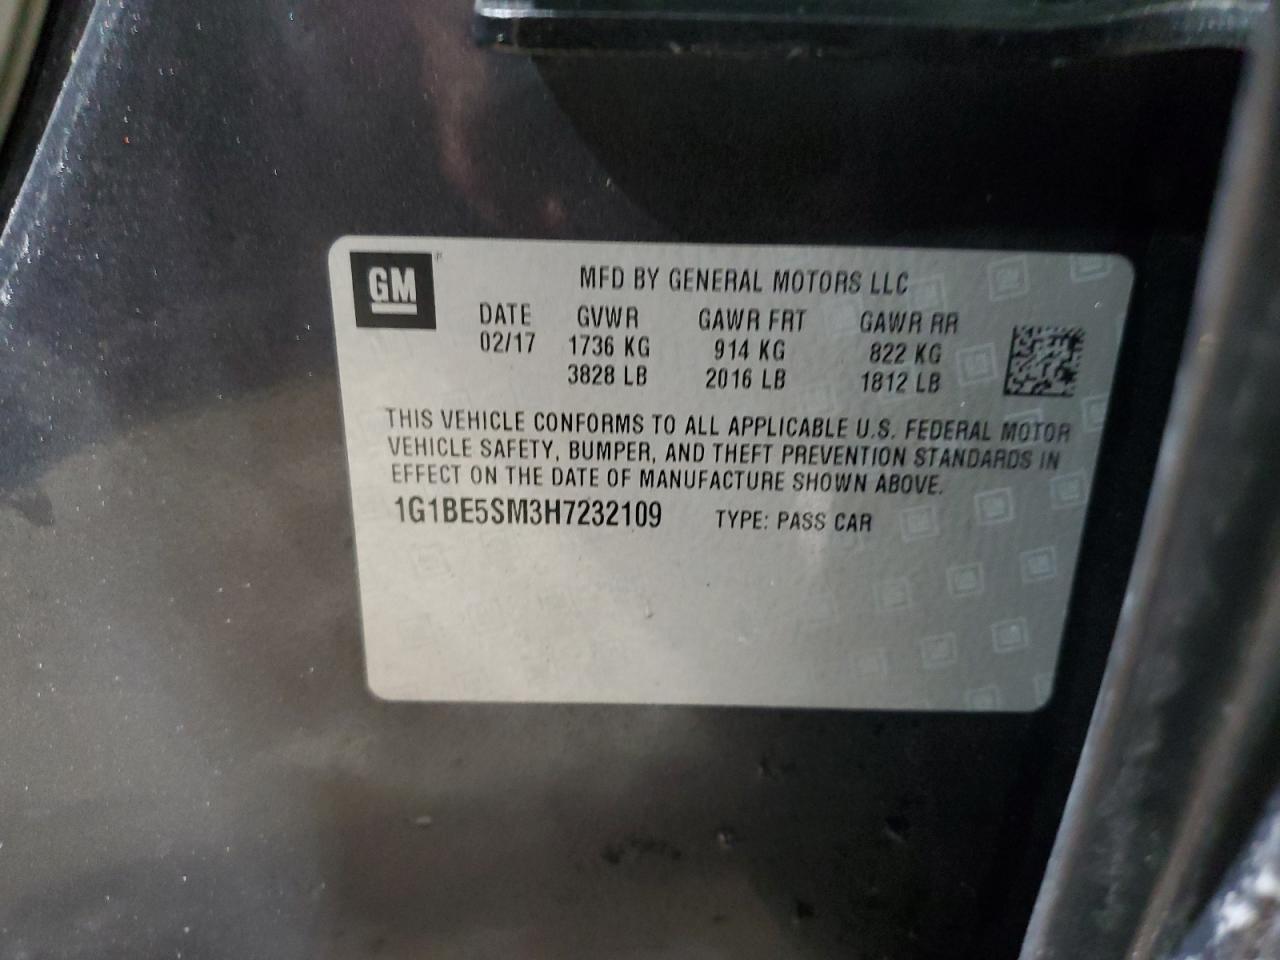 GM
MFD BY GENERAL MOTORS LLC
DATE GVWR GAWR FRT GAWR RR
02/17 1736 KG 914 KG 822 KG
3828 LB 2016 LB 1812 LB
THIS VEHICLE CONFORMS TO ALL APPLICABLE U.S. FEDERAL MOTOR
VEHICLE SAFETY, BUMPER, AND THEFT PREVENTION STANDARDS IN
EFFECT ON THE DATE OF MANUFACTURE SHOWN ABOVE.
1G1BE5SM3H7232109 TYPE: PASS CAR